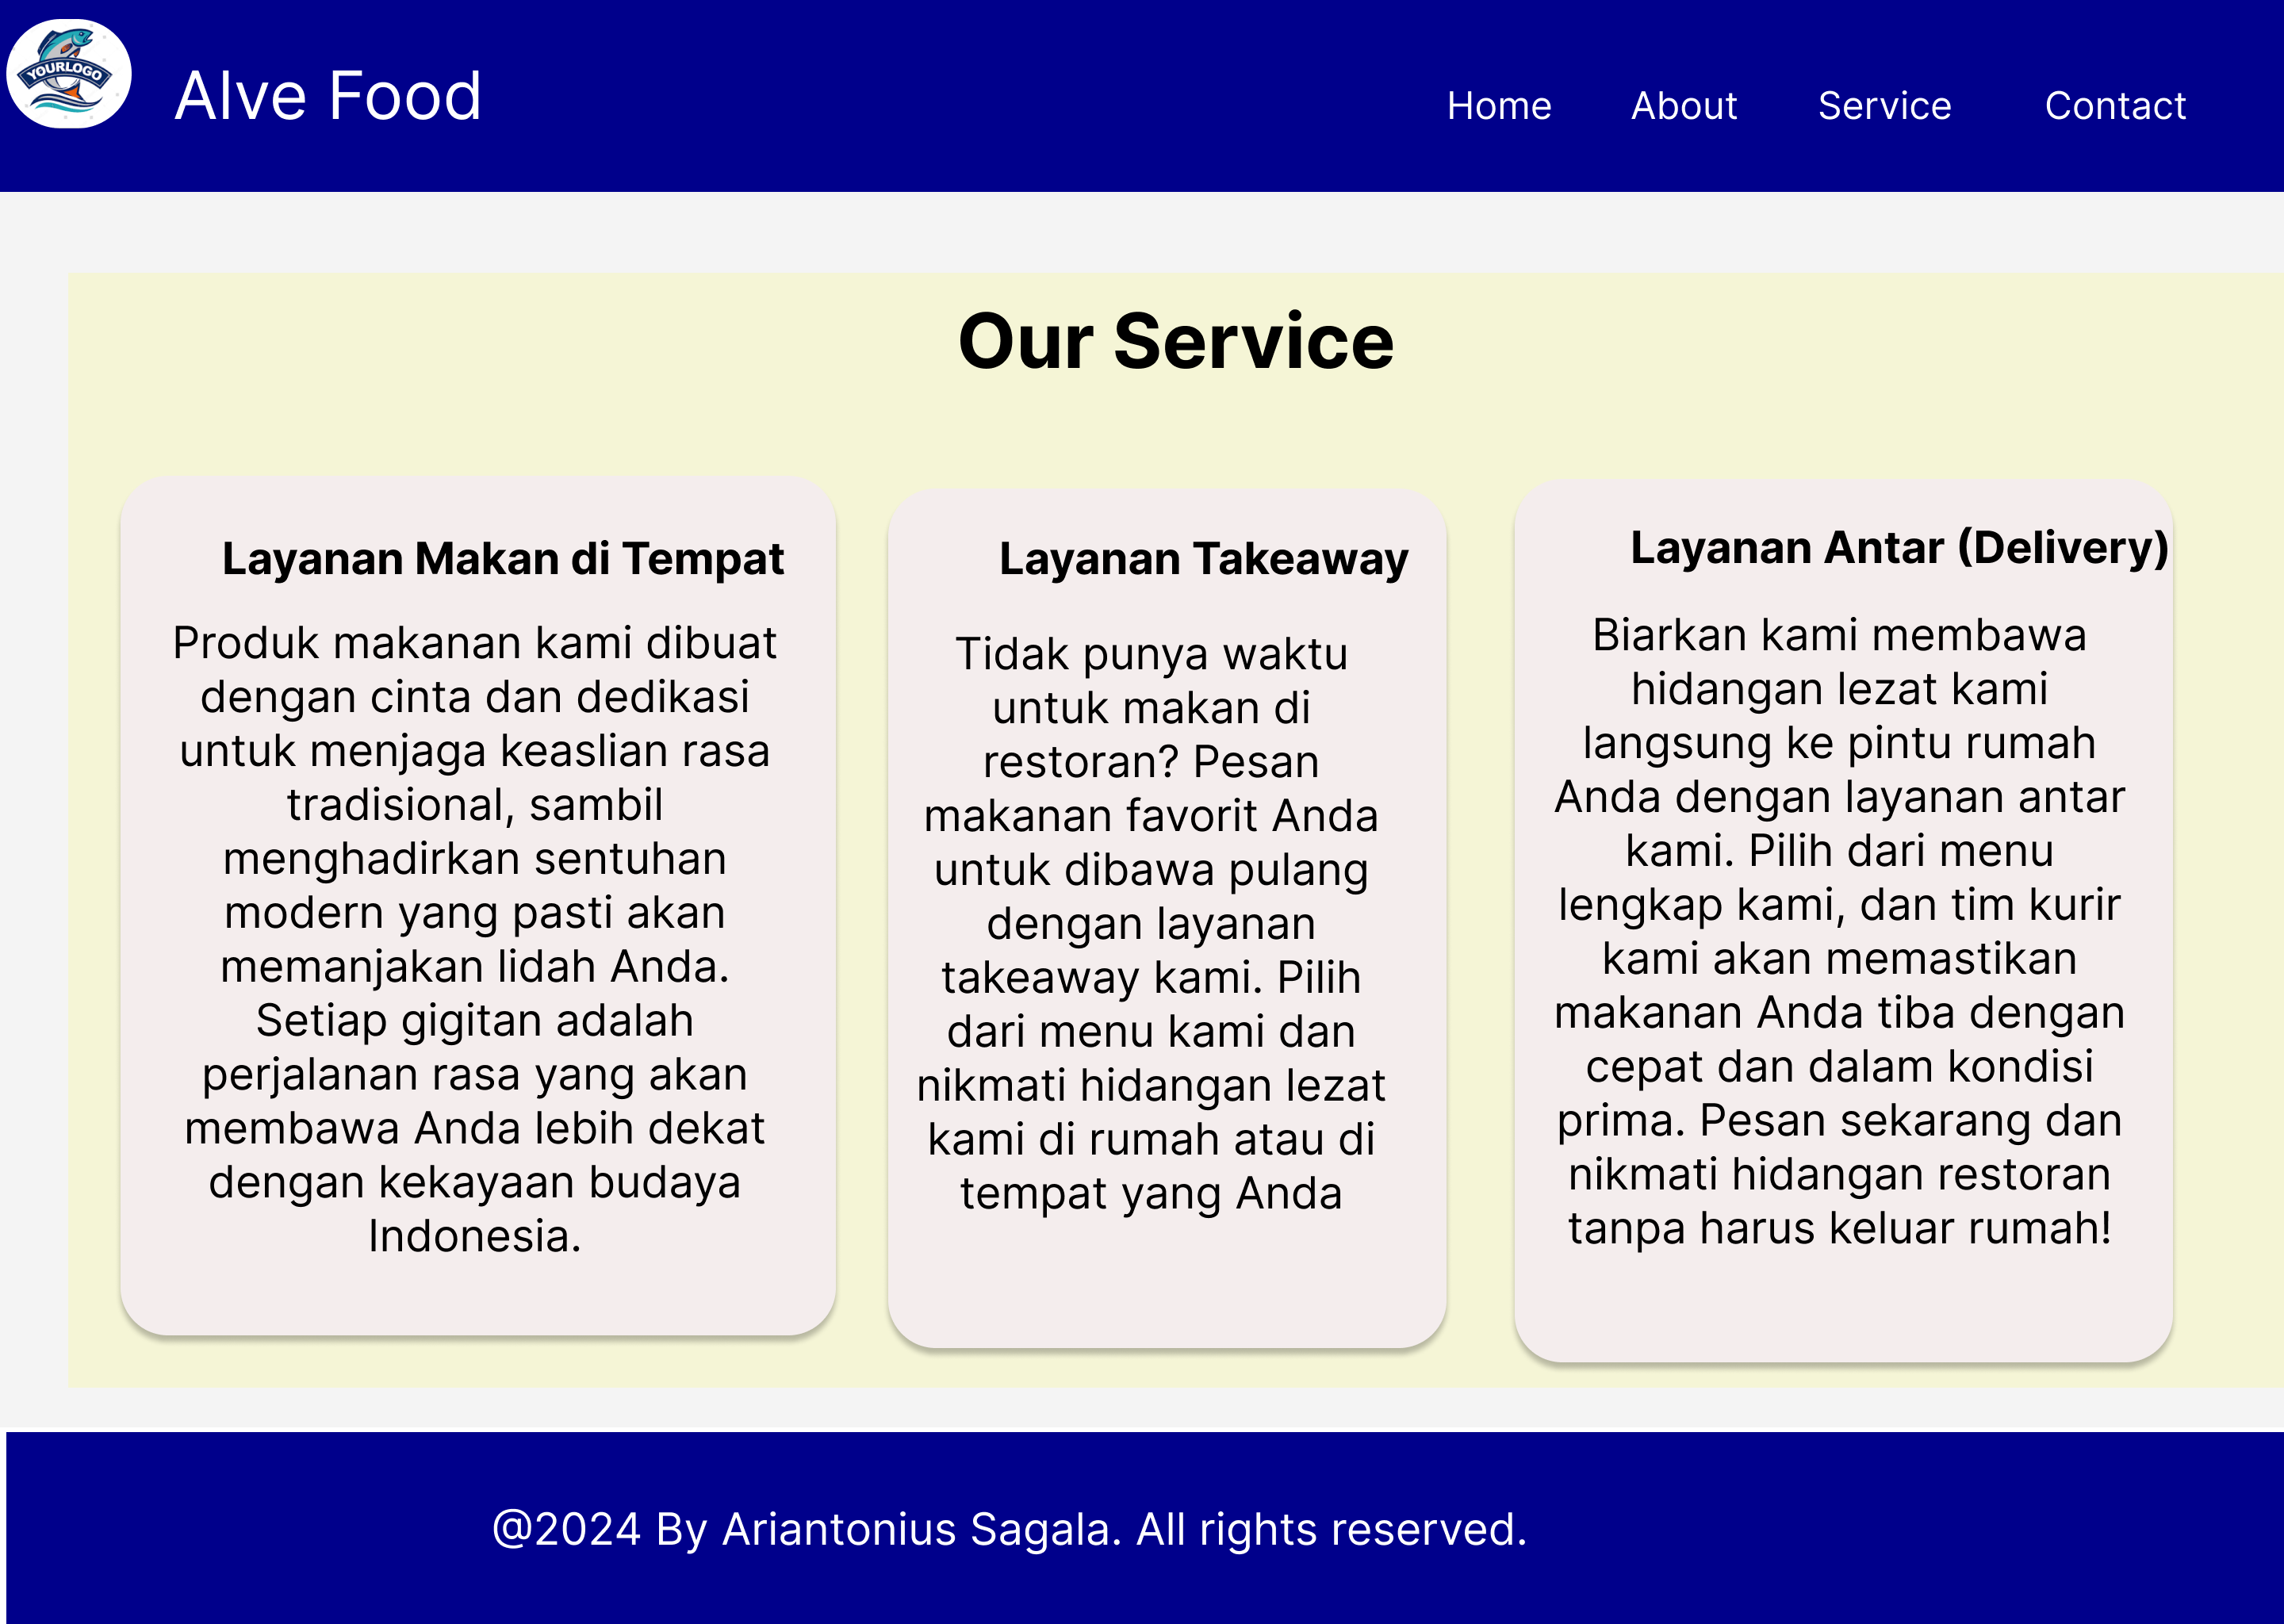 YOURLOGO
Alve Food
Home
About
Service
Contact
Our Service
Layanan Makan di Tempat
Produk makanan kami dibuat
dengan cinta dan dedikasi
untuk menjaga keaslian rasa
tradisional, sambil
menghadirkan sentuhan
modern yang pasti akan
memanjakan lidah Anda.
Setiap gigitan adalah
perjalanan rasa yang akan
membawa Anda lebih dekat
dengan kekayaan budaya
Indonesia.
Layanan Takeaway
Tidak punya waktu
untuk makan di
restoran? Pesan
makanan favorit Anda
untuk dibawa pulang
dengan layanan
takeaway kami. Pilih
dari menu kami dan
nikmati hidangan lezat
kami di rumah atau di
tempat yang Anda
Layanan Antar (Delivery)
Biarkan kami membawa
hidangan lezat kami
langsung ke pintu rumah
Anda dengan layanan antar
kami. Pilih dari menu
lengkap kami, dan tim kurir
kami akan memastikan
makanan Anda tiba dengan
cepat dan dalam kondisi
prima. Pesan sekarang dan
nikmati hidangan restoran
tanpa harus keluar rumah!
@2024 By Ariantonius Sagala. All rights reserved.